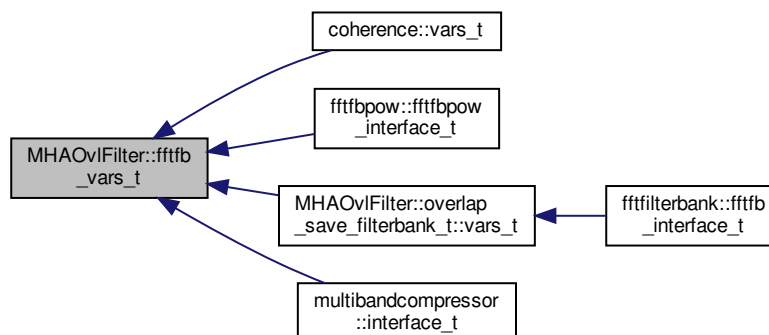 coherence::vars_t
fftfbpow::fftfbpow
_interface_t
MHAOvlFilter::fftfb
_vars_t
MHAOvlFilter::overlap
_save_filterbank_t::vars_t
fftfilterbank::fftfb
_interface_t
multibandcompressor
::interface_t